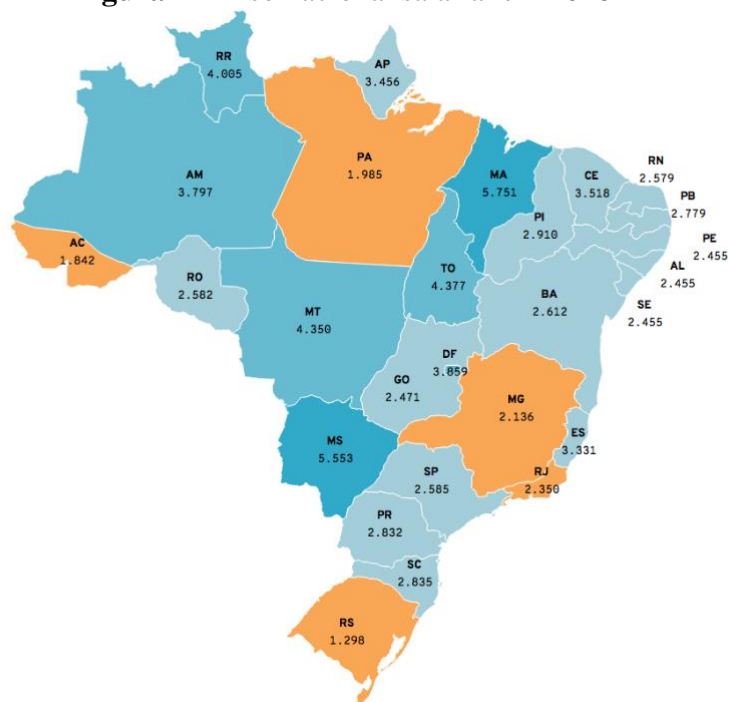 RR
4.005
AP
3.456
PA
1.985
MA
5.751
CE
3.518
RN
2.579
AM
3.797
PB
2.779
PI
2.910
PE
2.455
AC
1.842
RO
2.582
TO
4.377
AL
2.455
BA
2.612
SE
2.455
MT
4.350
DF
3.859
GO
2.471
MG
2.136
ES
3.331
MS
5.553
SP
2.585
RJ
2.350
PR
2.832
SC
2.835
RS
1.298